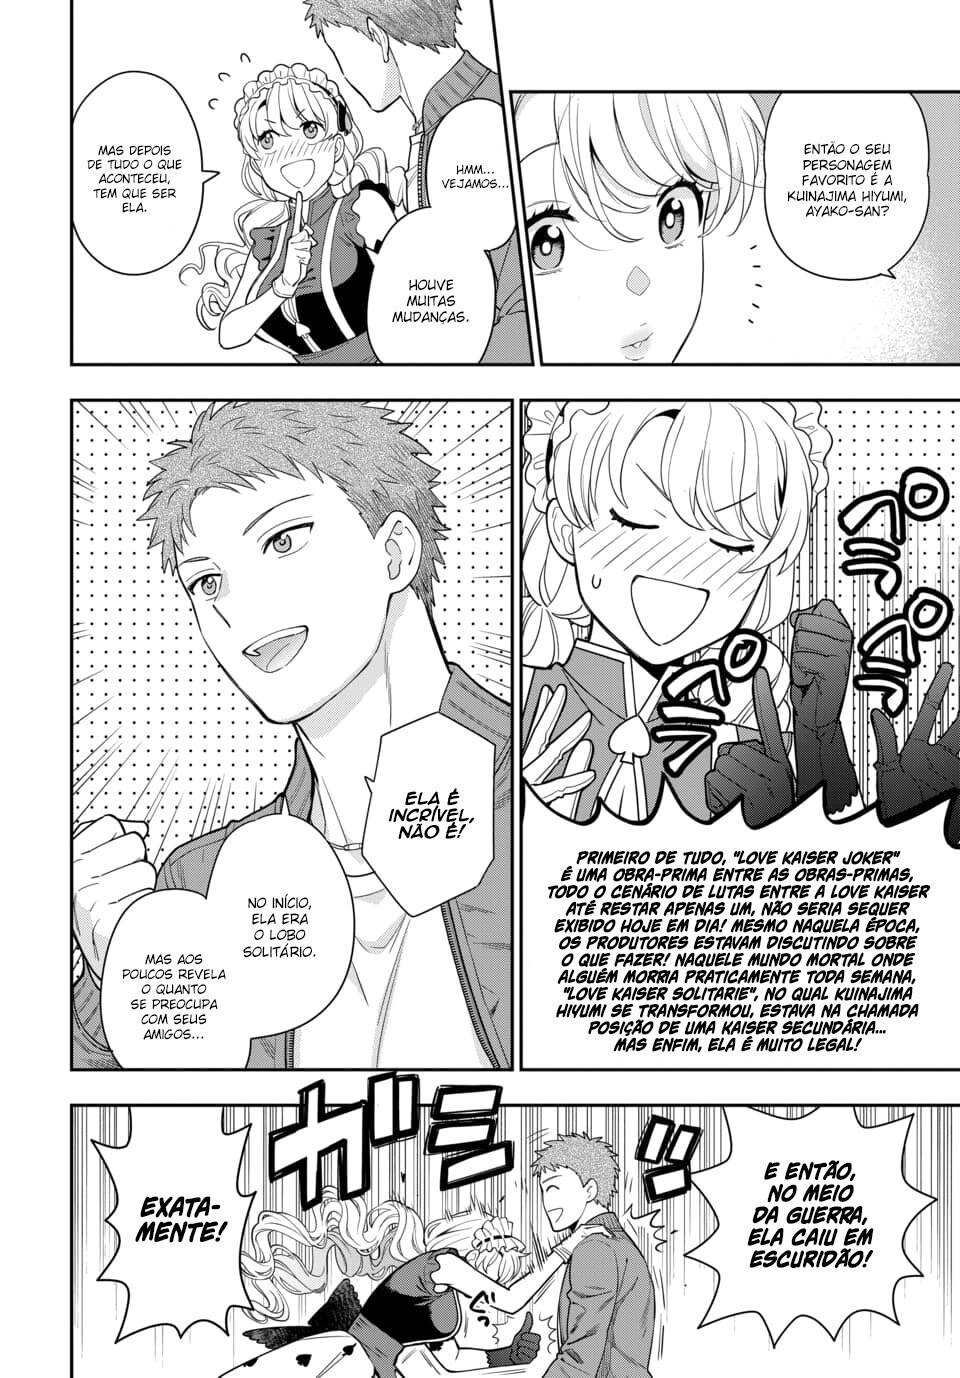 ENTÃO O SEU
PERSONAGEM
FAVORITO É A
KUINAJIMA HIYUMI,
AYAKO-SAN?
HMM...
VEJAMOS...
HOUVE
MUITAS
MUDANÇAS.
MAS DEPOIS
DE TUDO O QUE
ACONTECEU,
TEM QUE SER
ELA.
ペラペラ
ペラ
PRIMEIRO DE TUDO, "LOVE KAISER JOKER"
É UMA OBRA-PRIMA ENTRE AS OBRAS-PRIMAS,
TODO O CENÁRIO DE LUTAS ENTRE A LOVE KAISER
ATÉ RESTAR APENAS UM, NÃO SERIA SEQUER
EXIBIDO HOJE EM DIA! MESMO NAQUELA ÉPOCA,
OS PRODUTORES ESTAVAM DISCUTINDO SOBRE
O QUE FAZER! NAQUELE MUNDO MORTAL ONDE
ALGUÉM MORRIA PRATICAMENTE TODA SEMANA,
"LOVE KAISER SOLITARIE", NO QUAL KUINAJIMA
HIYUMI SE TRANSFORMOU, ESTAVA NA CHAMADA
POSIÇÃO DE UMA KAISER SECUNDÁRIA...
MAS ENFIM, ELA É MUITO LEGAL!
ELA É
INCRÍVEL,
NÃO É!
NO INÍCIO,
ELA ERA
O LOBO
SOLITÁRIO.
MAS AOS
POUCOS REVELA
O QUANTO
SE PREOCUPA
COM SEUS
AMIGOS...
E ENTÃO,
NO MEIO
DA GUERRA,
ELA CAIU EM
ESCURIDÃO!
ガミ!!
EXATA-
MENTE!